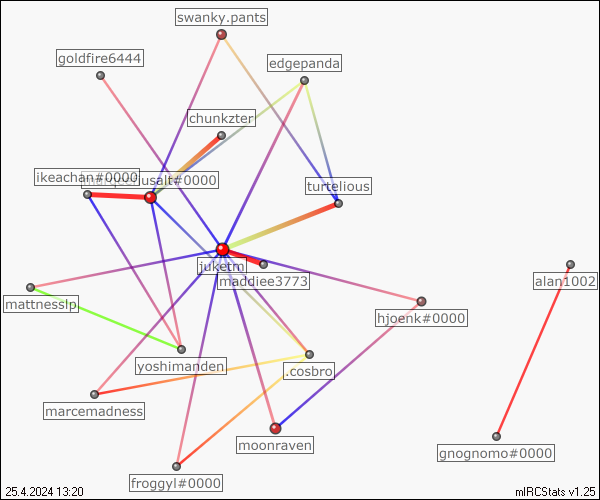 swanky.pants
goldfire6444
edgepanda
chunkzter
ikeachan#0000
usalt#0000
turtelious
juketm
maddiee3773
alan1002
mattnesslp
hjoenk#0000
yoshimanden
.cosbro
marcemadness
moonraven
gnognomo#0000
froggyl#0000
25.4.2024 13:20
mIRCStats v1.25